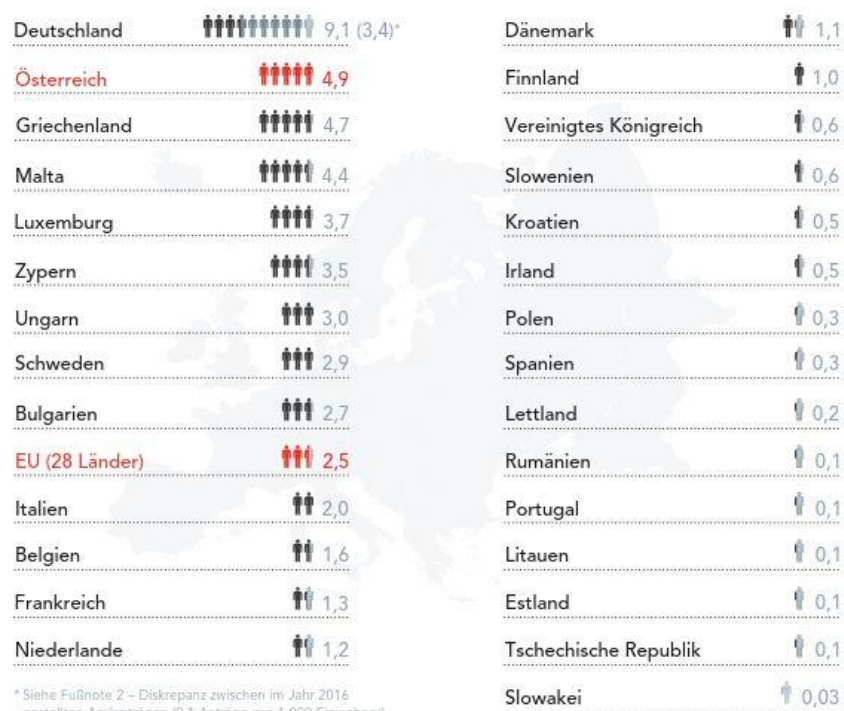 Deutschland 9,1 (3,4)*
Österreich 4,9
Griechenland 4,7
Malta 4,4
Luxemburg 3,7
Zypern 3,5
Ungarn 3,0
Schweden 2,9
Bulgarien 2,7
EU (28 Länder) 2,5
Italien 2,0
Belgien 1,6
Frankreich 1,3
Niederlande 1,2
* Siehe Fußnote 2 – Diskrepanz zwischen im Jahr 2016
Dänemark 1,1
Finnland 1,0
Vereinigtes Königreich 0,6
Slowenien 0,6
Kroatien 0,5
Irland 0,5
Polen 0,3
Spanien 0,3
Lettland 0,2
Rumänien 0,1
Portugal 0,1
Litauen 0,1
Estland 0,1
Tschechische Republik 0,1
Slowakei 0,03